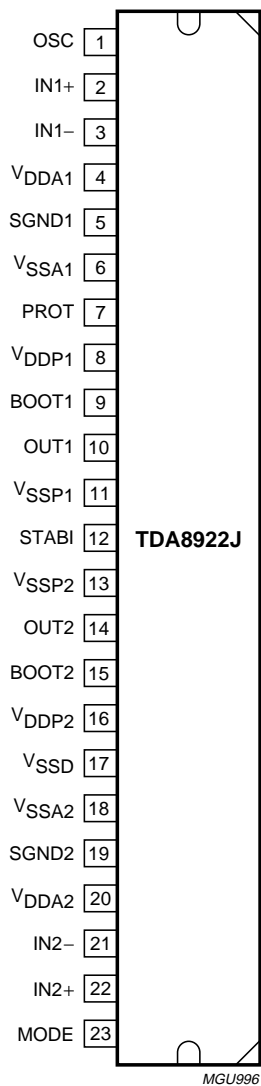 OSC 1
IN1+ 2
IN1− 3
VDDA1 4
SGND1 5
VSSA1 6
PROT 7
VDDP1 8
BOOT1 9
OUT1 10
VSSP1 11
STABI 12
TDA8922J
VSSP2 13
OUT2 14
BOOT2 15
VDDP2 16
VSSD 17
VSSA2 18
SGND2 19
VDDA2 20
IN2− 21
IN2+ 22
MODE 23
MGU996